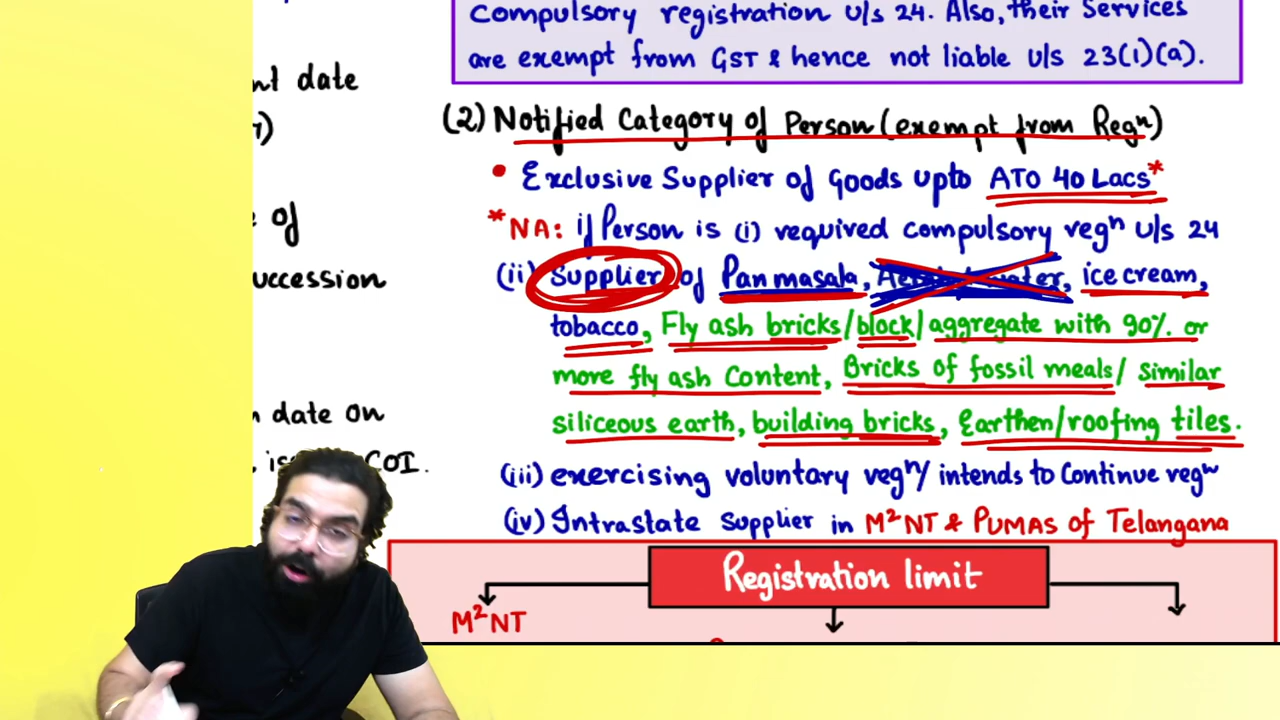 compulsory registration u/s 24. Also, their Services
are exempt from GST & hence not liable u/s 23(1)(a).
nt date
(2) Notified Category of Person (exempt from Regⁿ)
• Exclusive Supplier of Goods upto ATO 40 Lacs*
*NA: if Person is (i) required compulsory regⁿ u/s 24
e of
(ii) Supplier of Pan masala, , ice cream,
uccession
tobacco, Fly ash bricks/block/aggregate with 90% or
more fly ash Content, Bricks of fossil meals/ similar
n date on
siliceous earth, building bricks, Earthen/roofing tiles.
COI.
(iii) exercising voluntary regⁿ/ intends to Continue regⁿ
(iv) Intrastate supplier in M²NT & PUMAS of Telangana
Registration limit
M²NT